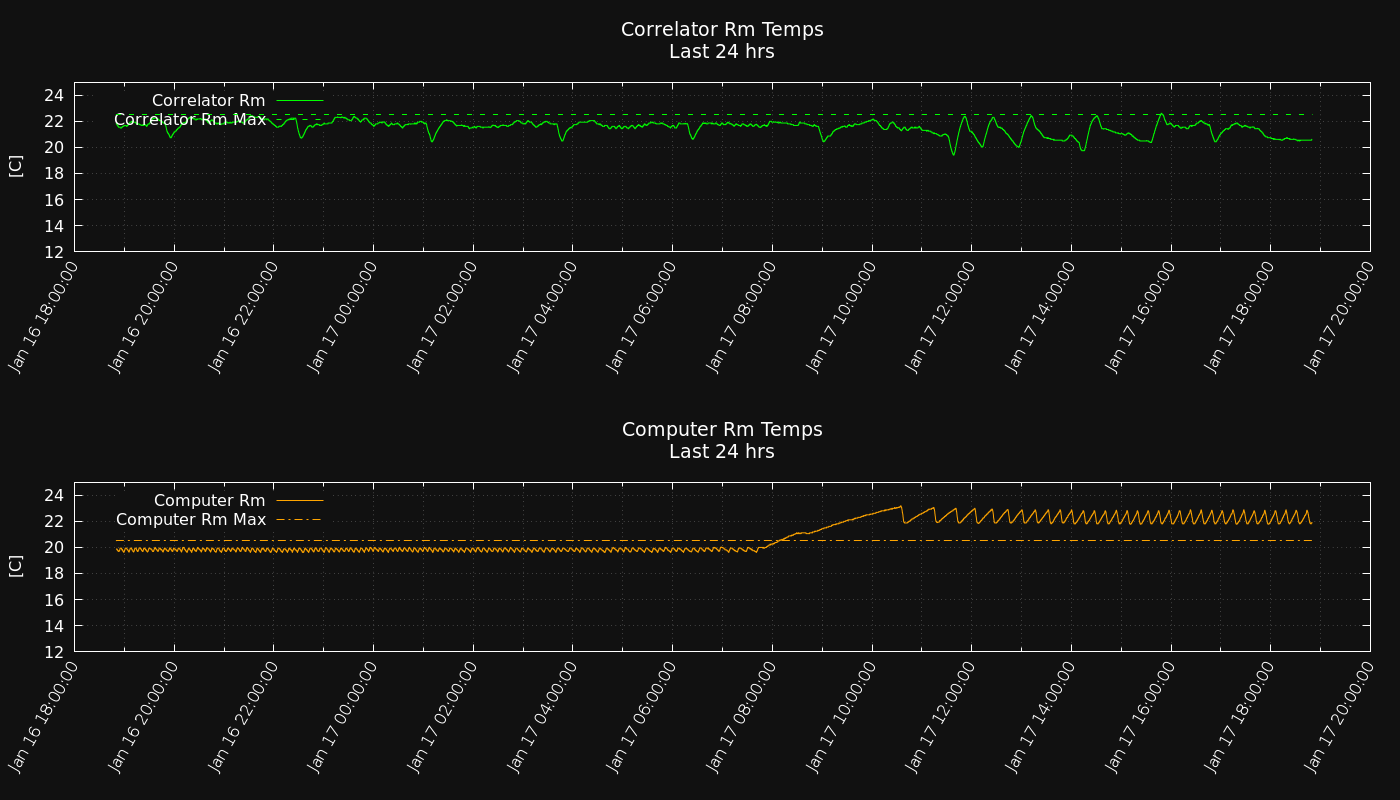 Correlator Rm Temps
Last 24 hrs
Correlator Rm
Correlator Rm Max
[C]
24
22
20
18
16
14
12
Jan 16 18:00:00
Jan 16 20:00:00
Jan 16 22:00:00
Jan 17 00:00:00
Jan 17 02:00:00
Jan 17 04:00:00
Jan 17 06:00:00
Jan 17 08:00:00
Jan 17 10:00:00
Jan 17 12:00:00
Jan 17 14:00:00
Jan 17 16:00:00
Jan 17 18:00:00
Jan 17 20:00:00
Computer Rm Temps
Last 24 hrs
Computer Rm
Computer Rm Max
[C]
24
22
20
18
16
14
12
Jan 16 18:00:00
Jan 16 20:00:00
Jan 16 22:00:00
Jan 17 00:00:00
Jan 17 02:00:00
Jan 17 04:00:00
Jan 17 06:00:00
Jan 17 08:00:00
Jan 17 10:00:00
Jan 17 12:00:00
Jan 17 14:00:00
Jan 17 16:00:00
Jan 17 18:00:00
Jan 17 20:00:00